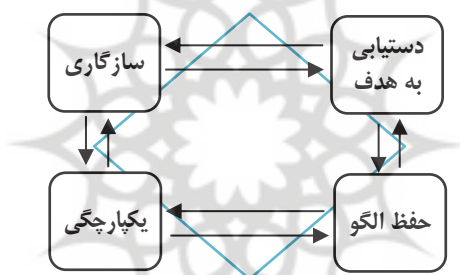 دستیابی
به هدف
سازگاری
حفظ الگو
یکپارچگی